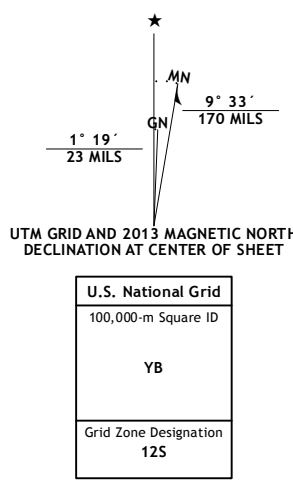 ★
MN
9° 33´
170 MILS
GN
1° 19´
23 MILS
UTM GRID AND 2013 MAGNETIC NORTH
DECLINATION AT CENTER OF SHEET
U.S. National Grid
100,000-m Square ID
YB
Grid Zone Designation
12S